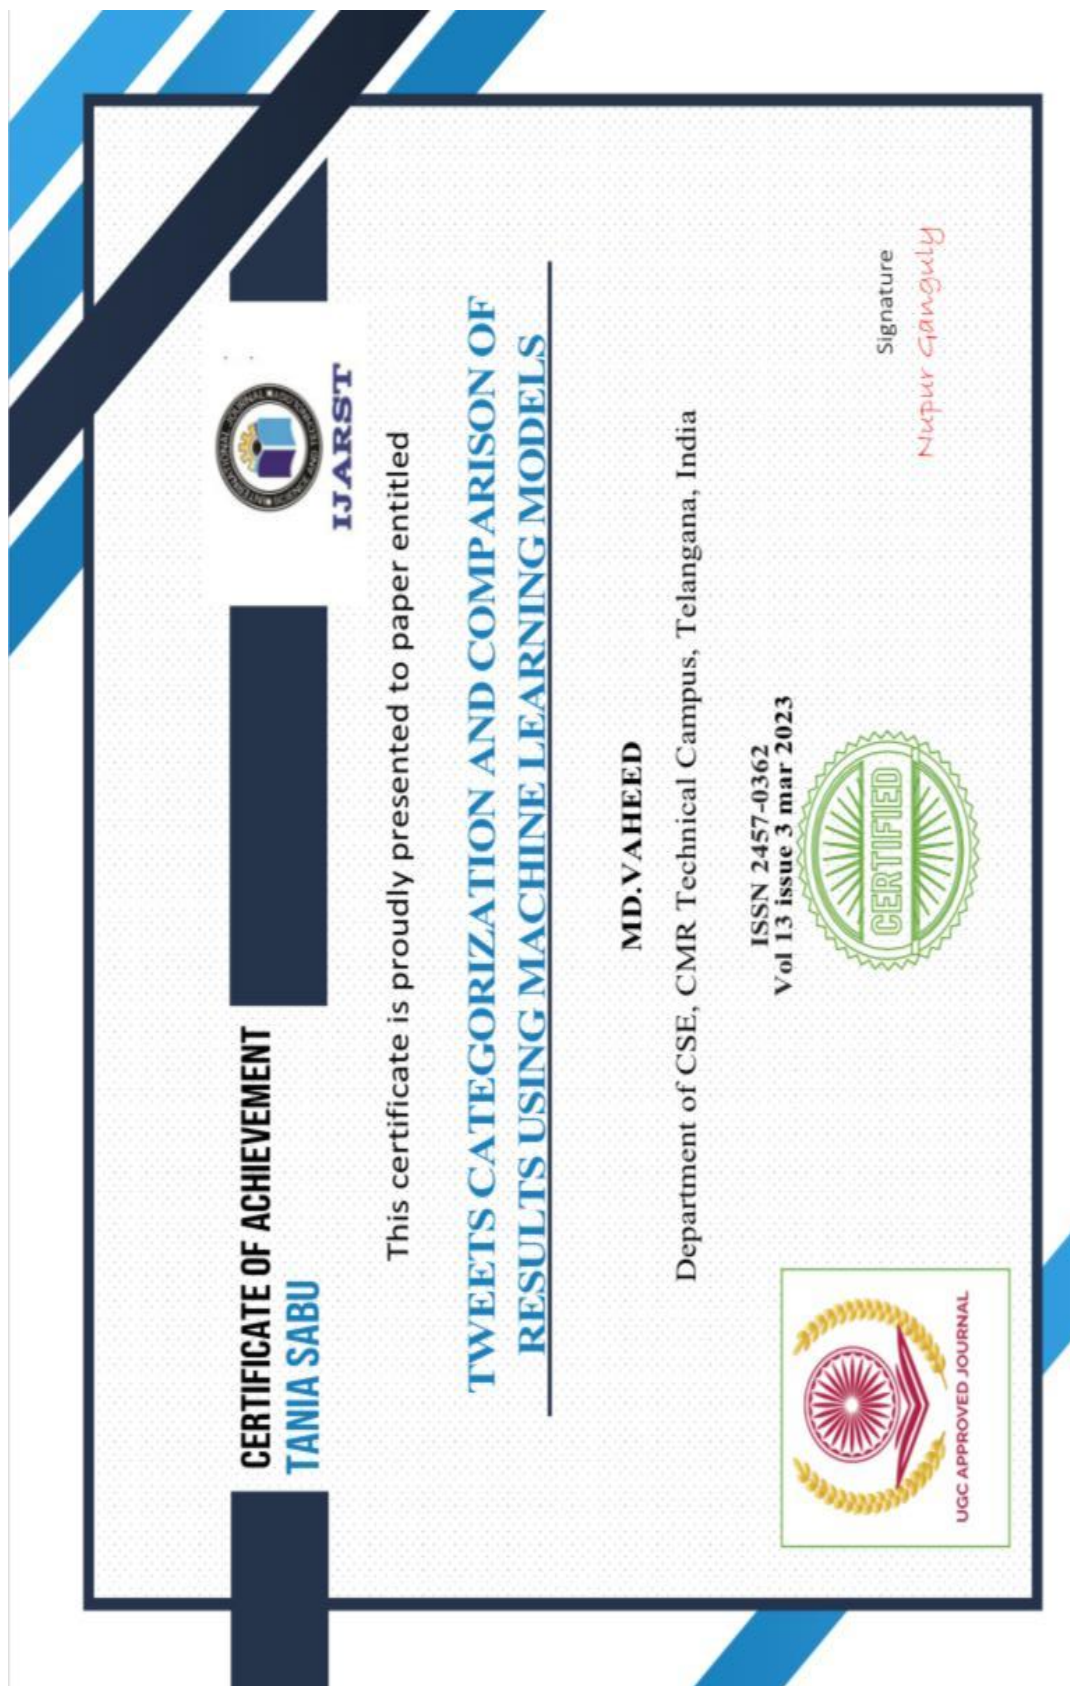 CERTIFICATE OF ACHIEVEMENT
TANIA SABU
INTERNATIONAL JOURNAL
IJARST
This certificate is proudly presented to paper entitled
TWEETS CATEGORIZATION AND COMPARISON OF
RESULTS USING MACHINE LEARNING MODELS
MD.VAHEED
Department of CSE, CMR Technical Campus, Telangana, India
ISSN 2457-0362
Vol 13 issue 3 mar 2023
CERTIFIED
UGC APPROVED JOURNAL
Signature
Nupur Ganguly